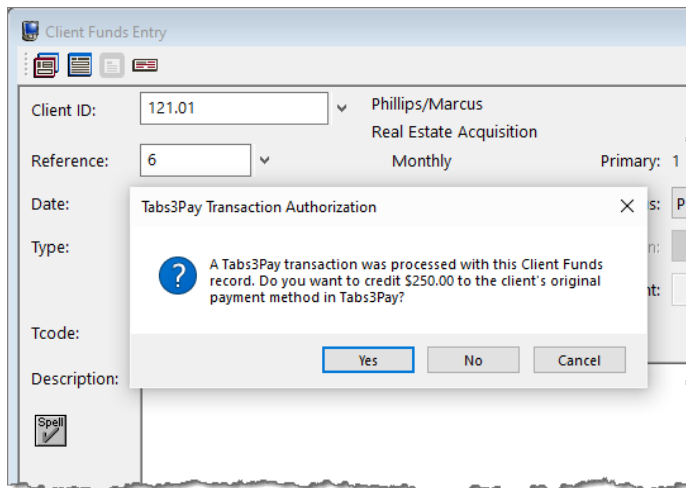 Client Funds Entry
Client ID: 121.01 Phillips/Marcus
Real Estate Acquisition
Reference: 6 Monthly Primary: 1
Date: s: P
Type: n:
Tabs3Pay Transaction Authorization
A Tabs3Pay transaction was processed with this Client Funds
record. Do you want to credit $250.00 to the client's original
payment method in Tabs3Pay?
nt:
Yes No Cancel
Tcode:
Description:
Spell